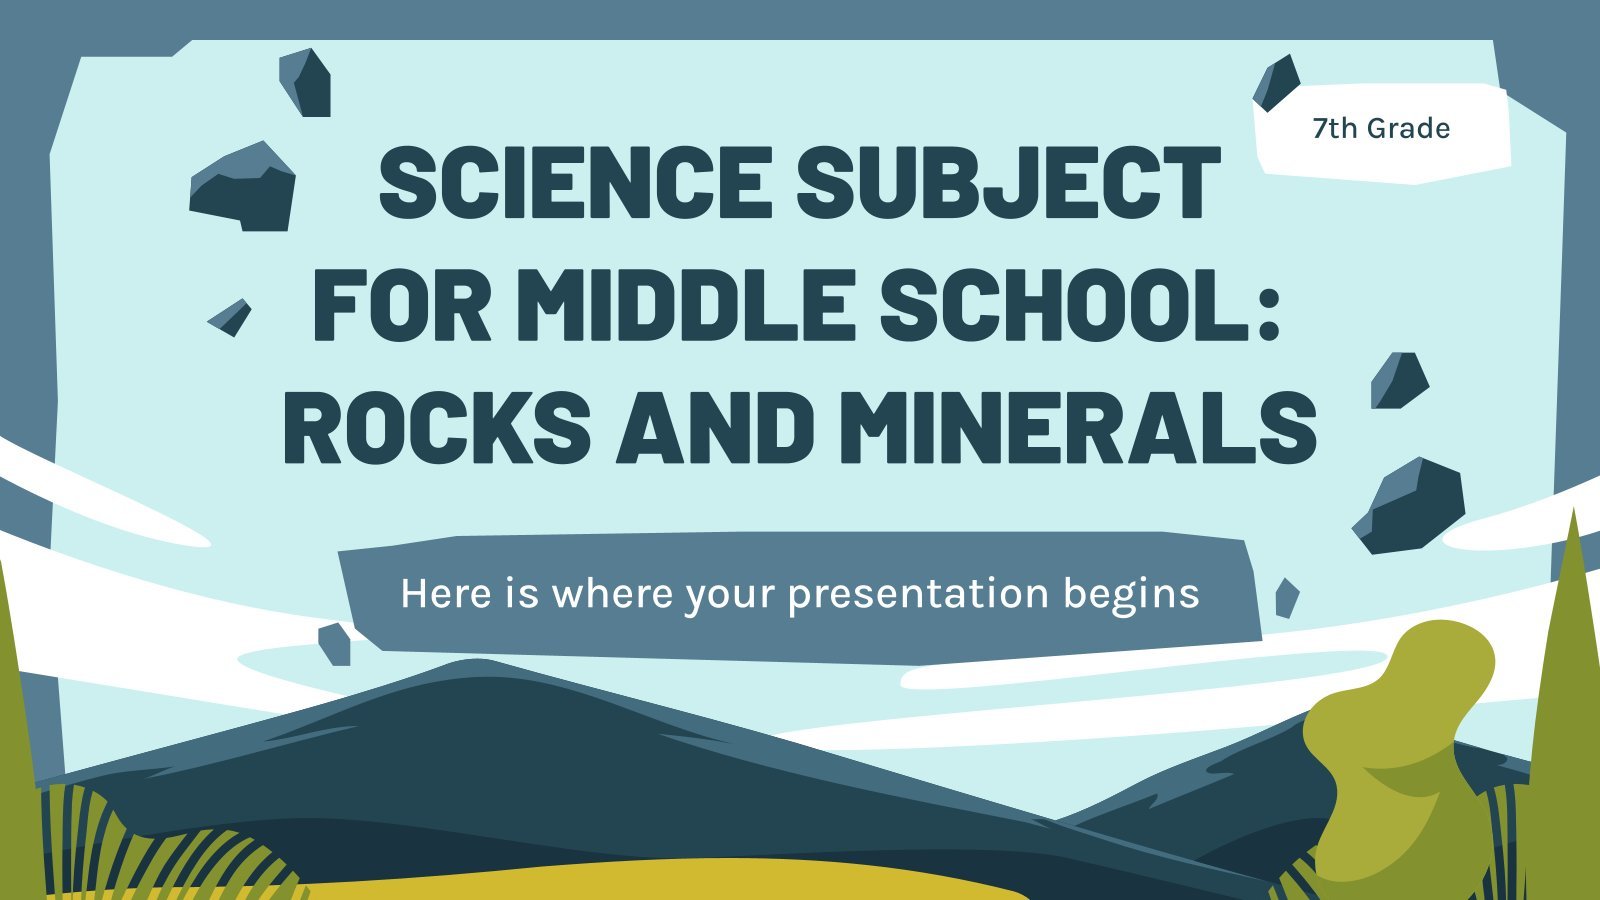 7th Grade
SCIENCE SUBJECT
FOR MIDDLE SCHOOL:
ROCKS AND MINERALS
Here is where your presentation begins